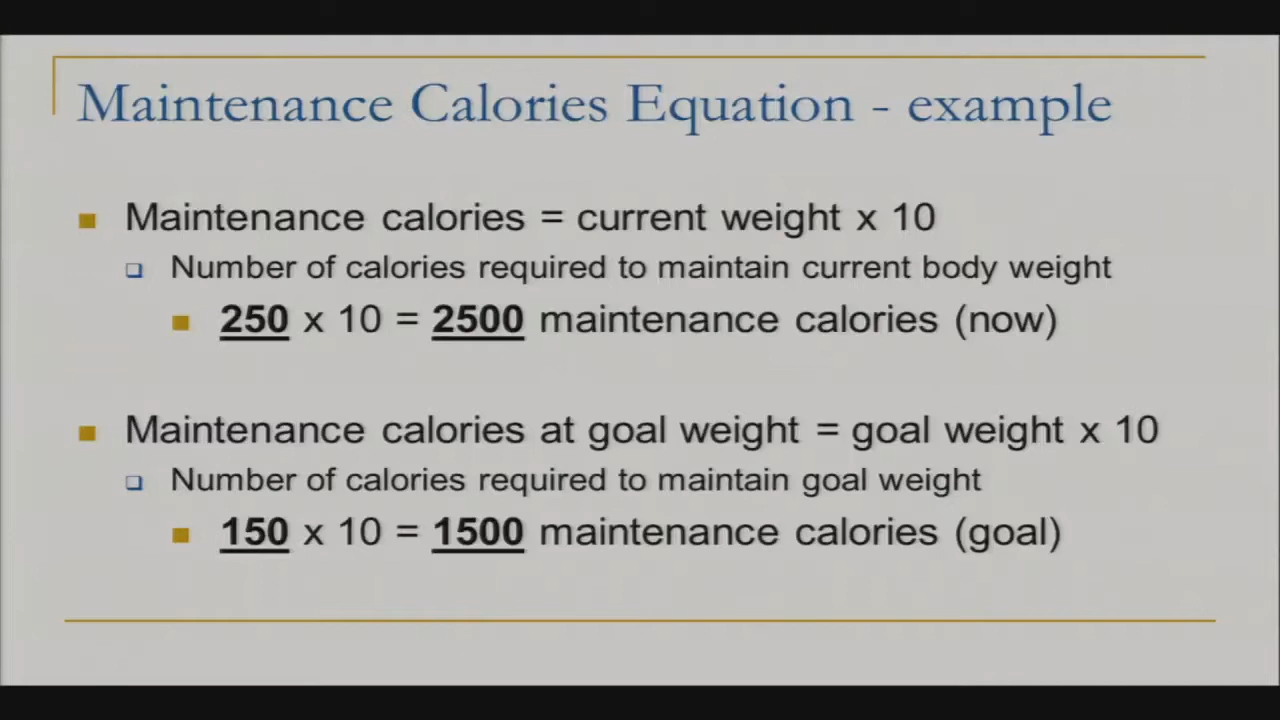 Maintenance Calories Equation - example
Maintenance calories = current weight x 10
Number of calories required to maintain current body weight
250 x 10 = 2500 maintenance calories (now)
Maintenance calories at goal weight = goal weight x 10
Number of calories required to maintain goal weight
150 x 10 = 1500 maintenance calories (goal)